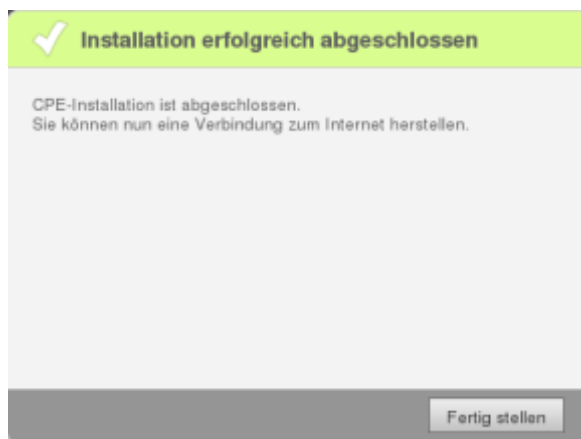 Installation erfolgreich abgeschlossen
CPE-Installation ist abgeschlossen.
Sie können nun eine Verbindung zum Internet herstellen.
Fertig stellen